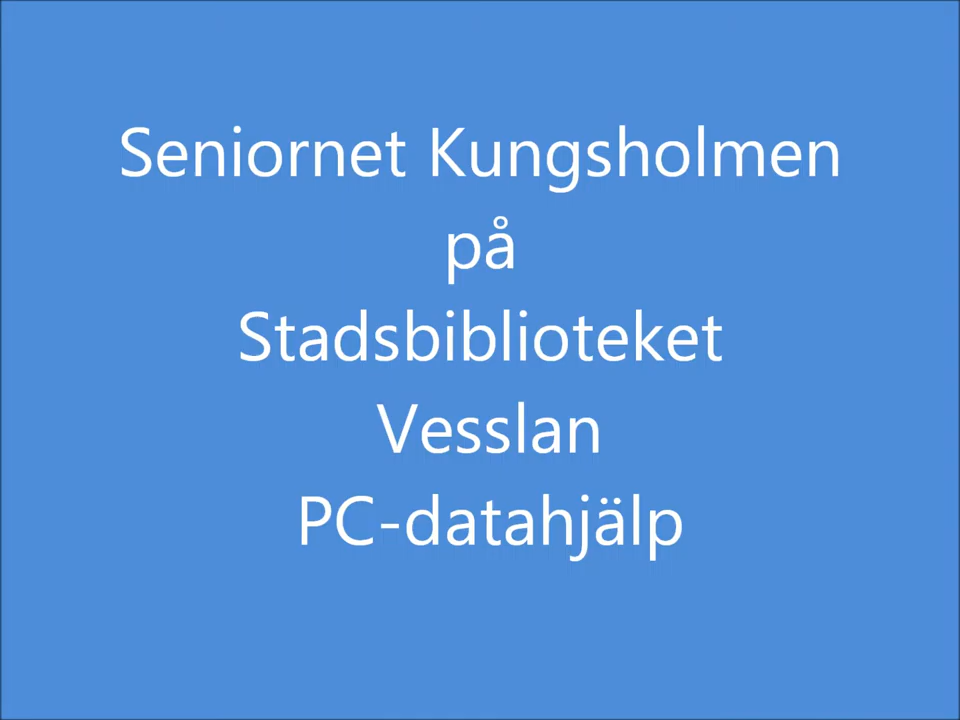 Seniornet Kungsholmen
på
Stadsbiblioteket
Vesslan
PC-datahjälp